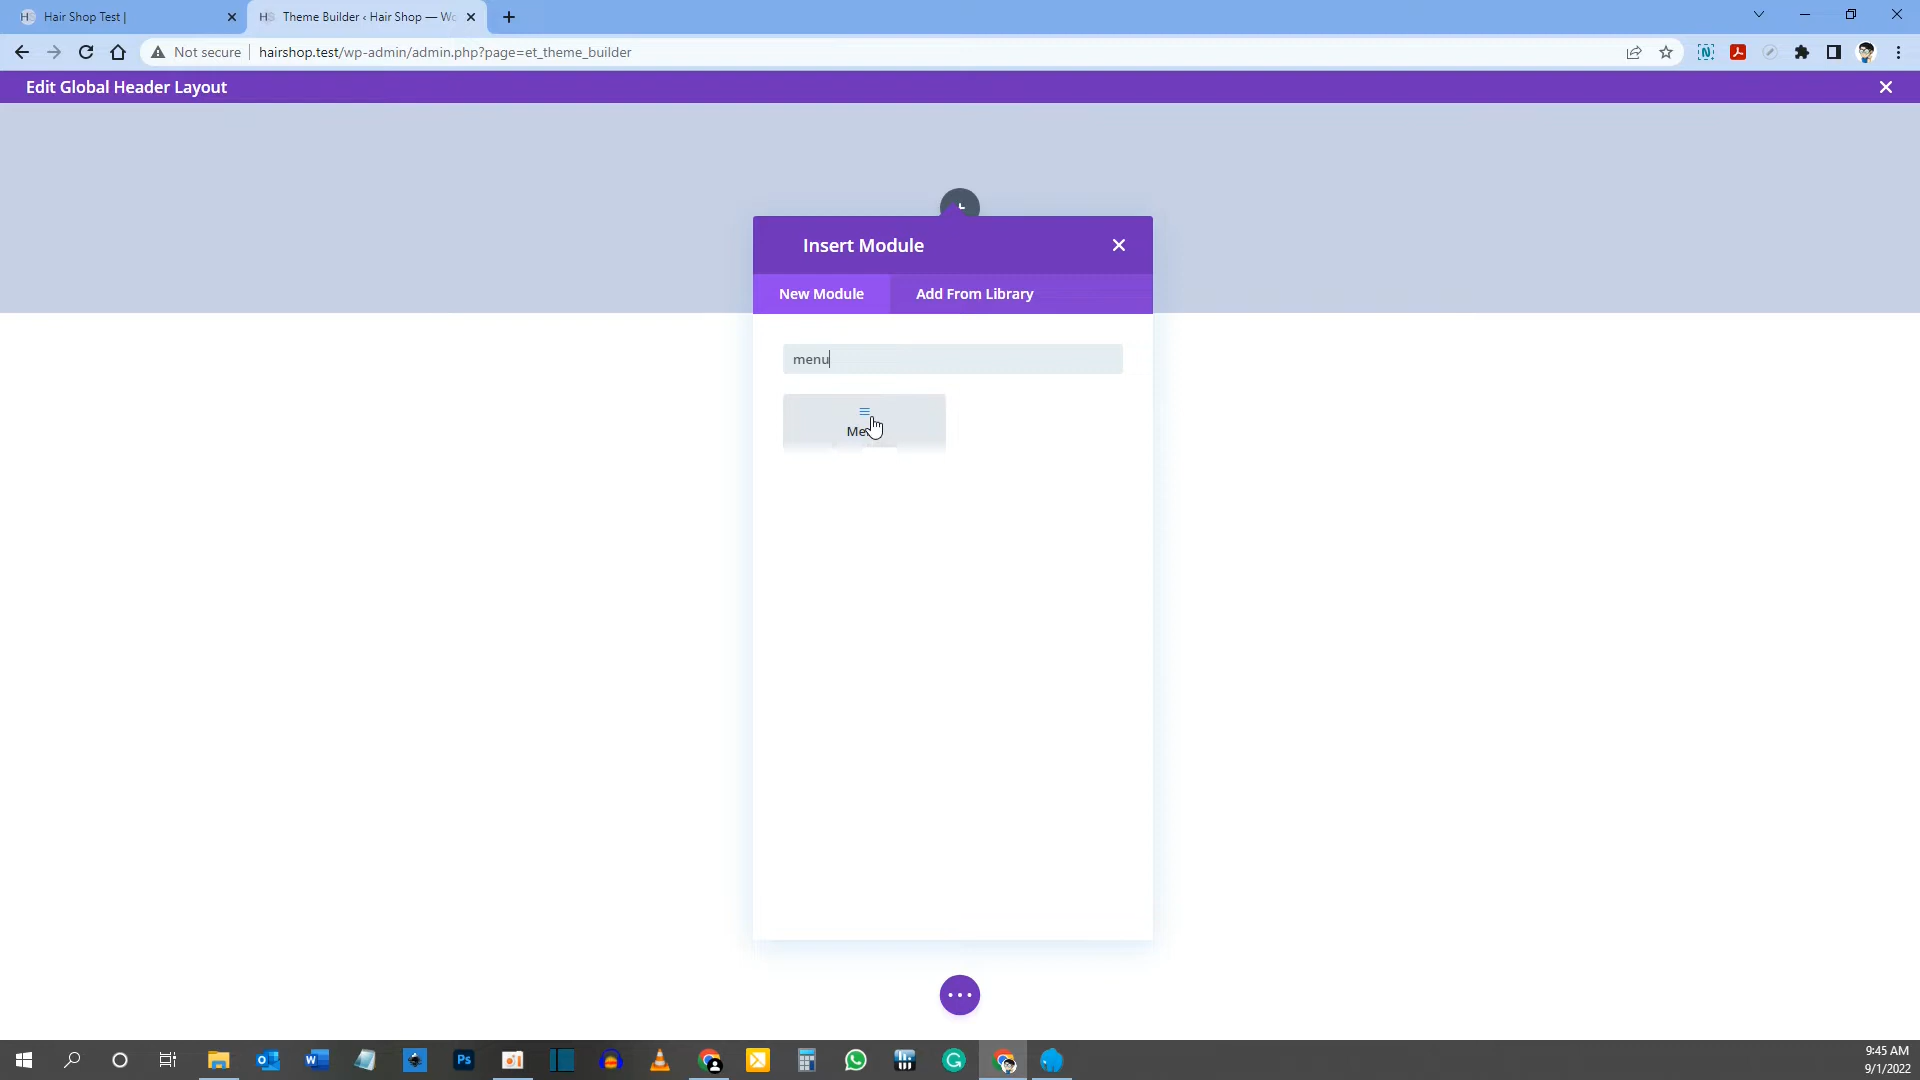 Hair Shop Test |
Theme Builder ‹ Hair Shop — Wo
Not secure
hairshop.test/wp-admin/admin.php?page=et_theme_builder
Edit Global Header Layout
Insert Module
New Module
Add From Library
menu
9:45 AM
9/1/2022